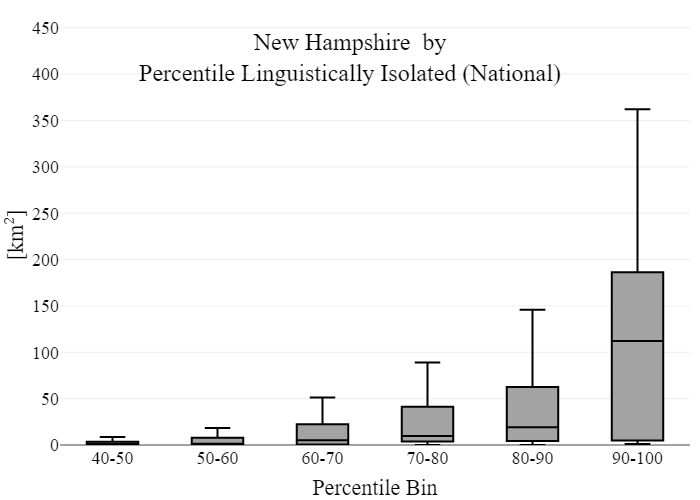 New Hampshire  by
Percentile Linguistically Isolated (National)
450
400
350
300
250
200
150
100
50
0
[km²]
40-50 50-60 60-70 70-80 80-90 90-100
Percentile Bin